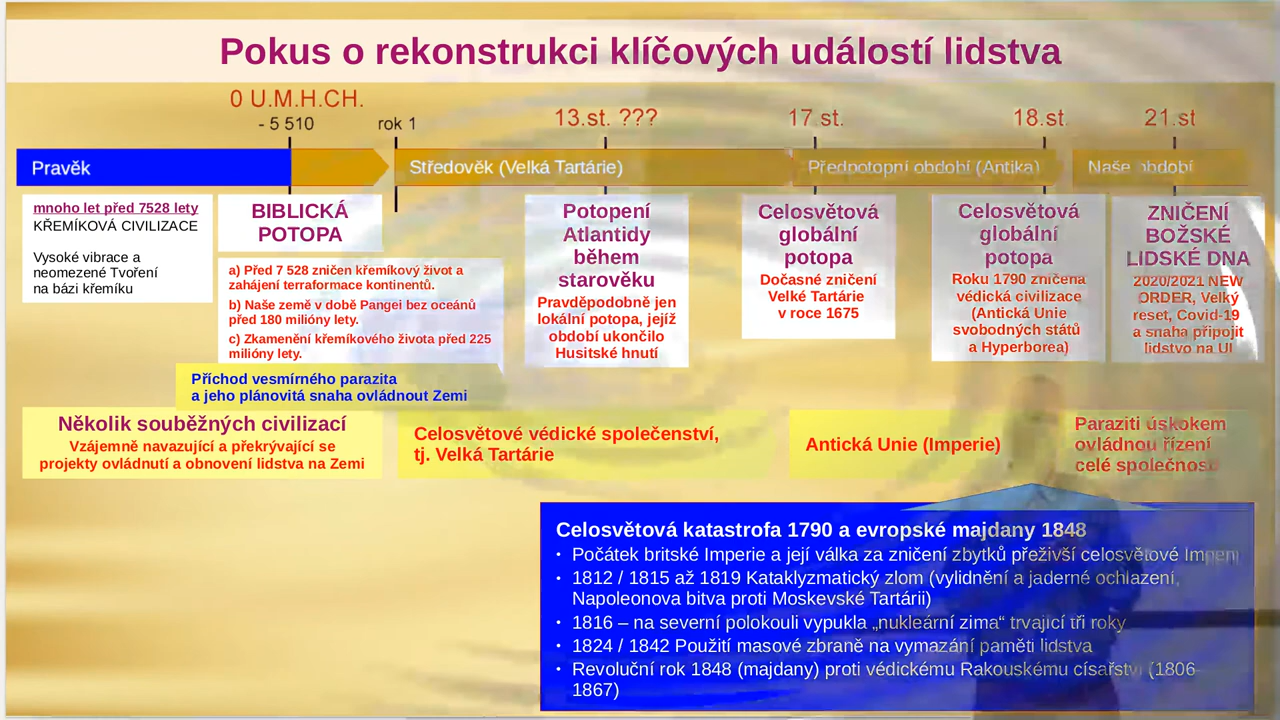 Pokus o rekonstrukci klíčových událostí lidstva
0 U.M.H.CH.
- 5 510
rok 1
13.st. ???
17.st.
18.st.
21.st
Pravěk
Středověk (Velká Tartárie)
Předpotopní období (Antika)
Naše období
mnoho let před 7528 lety
KŘEMÍKOVÁ CIVILIZACE
Vysoké vibrace a
neomezené Tvoření
na bázi křemíku
BIBLICKÁ
POTOPA
a) Před 7 528 zničen křemíkový život a
zahájení terraformace kontinentů.
b) Naše země v době Pangei bez oceánů
před 180 milióny lety.
c) Zkamenění křemíkového života před 225
milióny lety.
Potopení
Atlantidy
během
starověku
Pravděpodobně jen
lokální potopa, jejíž
období ukončilo
Husitské hnutí
Celosvětová
globální
potopa
Dočasné zničení
Velké Tartárie
v roce 1675
Celosvětová
globální
potopa
Roku 1790 zničena
védická civilizace
(Antická Unie
svobodných států
a Hyperborea)
ZNIČENÍ
BOŽSKÉ
LIDSKÉ DNA
2020/2021 NEW
ORDER, Velký
reset, Covid-19
a snaha připojit
lidstvo na UI
Příchod vesmírného parazita
a jeho plánovitá snaha ovládnout Zemi
Několik souběžných civilizací
Vzájemně navazující a překrývající se
projekty ovládnutí a obnovení lidstva na Zemi
Celosvětové védické společenství,
tj. Velká Tartárie
Antická Unie (Imperie)
Paraziti úskokem
ovládnou řízení
celé společnosti
Celosvětová katastrofa 1790 a evropské majdany 1848
• Počátek britské Imperie a její válka za zničení zbytků přeživší celosvětové Imperie
• 1812 / 1815 až 1819 Kataklyzmatický zlom (vylidnění a jaderné ochlazení,
Napoleonova bitva proti Moskevské Tartárii)
• 1816 – na severní polokouli vypukla „nukleární zima“ trvající tři roky
• 1824 / 1842 Použití masové zbraně na vymazání paměti lidstva
• Revoluční rok 1848 (majdany) proti védickému Rakouskému císařství (1806-
1867)